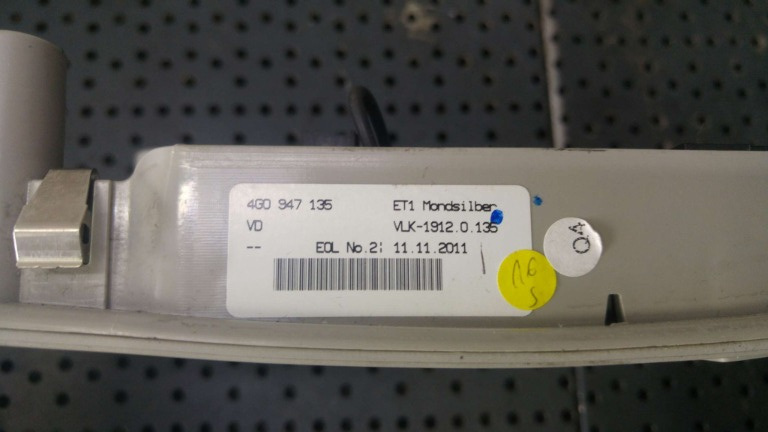 4G0 947 135 ET1 Mondsilber
VD VLK-1912.0.135
-- EOL No.2: 11.11.2011
QA